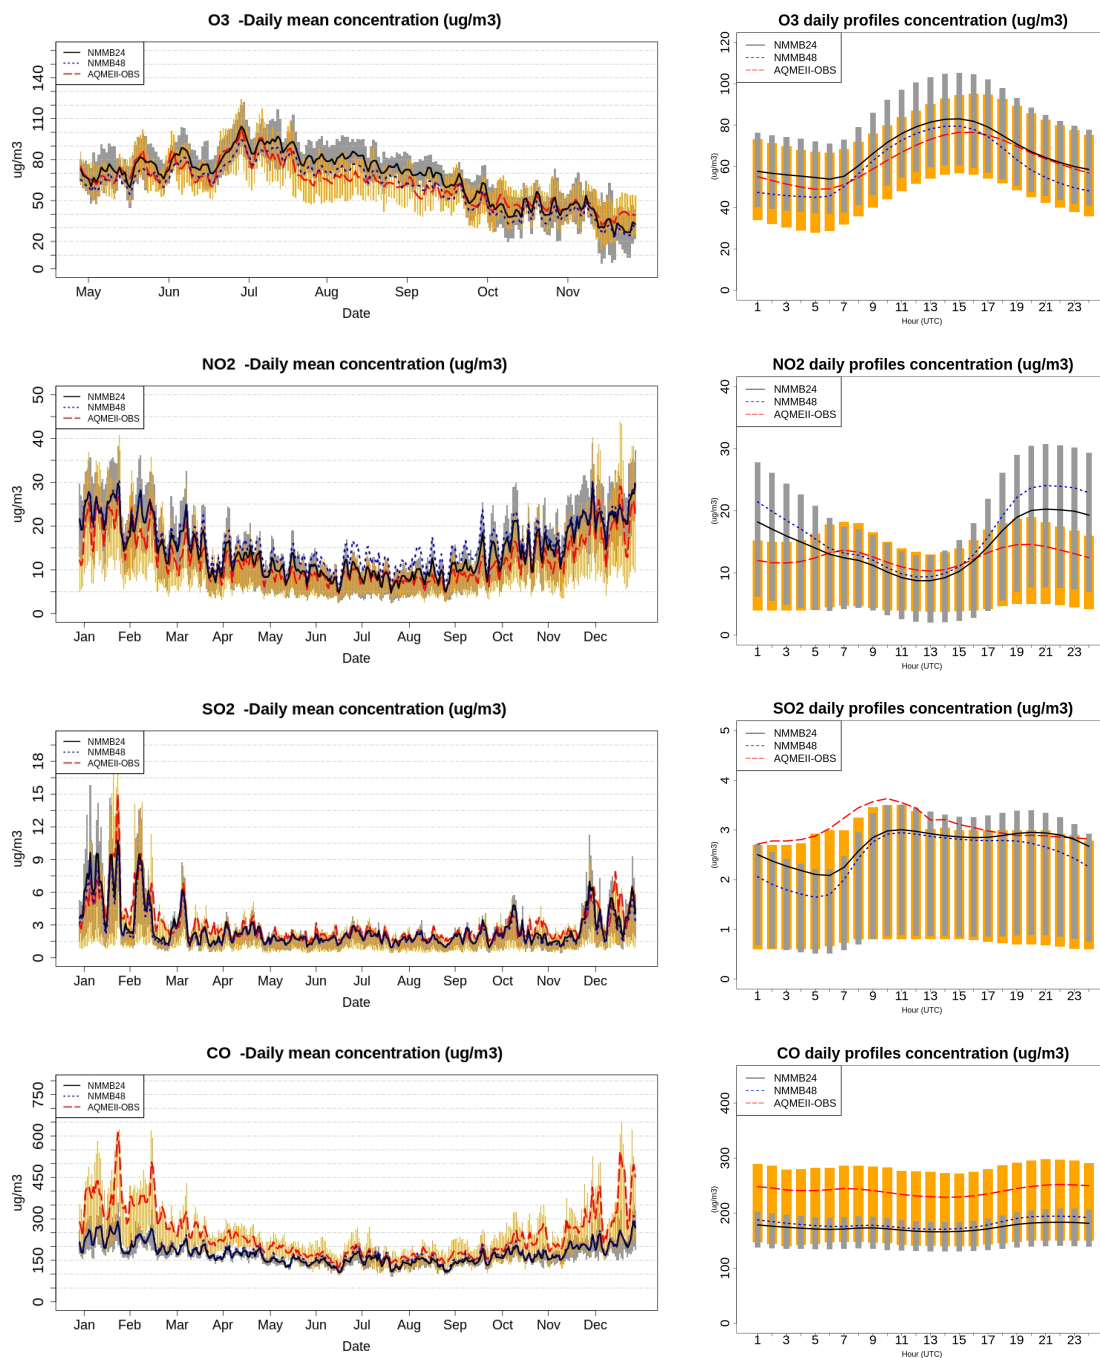 O3  -Daily mean concentration (ug/m3)
NMMB24
NMMB48
AQMEII-OBS
ug/m3
0 20 50 80 110 140
May Jun Jul Aug Sep Oct Nov
Date
O3 daily profiles concentration (ug/m3)
NMMB24
NMMB48
AQMEII-OBS
(ug/m3)
0 20 40 60 80 100 120
1 3 5 7 9 11 13 15 17 19 21 23
Hour (UTC)
NO2  -Daily mean concentration (ug/m3)
NMMB24
NMMB48
AQMEII-OBS
ug/m3
0 10 20 30 40 50
Jan Feb Mar Apr May Jun Jul Aug Sep Oct Nov Dec
Date
NO2 daily profiles concentration (ug/m3)
NMMB24
NMMB48
AQMEII-OBS
(ug/m3)
0 10 20 30 40
1 3 5 7 9 11 13 15 17 19 21 23
Hour (UTC)
SO2  -Daily mean concentration (ug/m3)
NMMB24
NMMB48
AQMEII-OBS
ug/m3
0 3 6 9 12 15 18
Jan Feb Mar Apr May Jun Jul Aug Sep Oct Nov Dec
Date
SO2 daily profiles concentration (ug/m3)
NMMB24
NMMB48
AQMEII-OBS
(ug/m3)
0 1 2 3 4 5
1 3 5 7 9 11 13 15 17 19 21 23
Hour (UTC)
CO  -Daily mean concentration (ug/m3)
NMMB24
NMMB48
AQMEII-OBS
ug/m3
0 150 300 450 600 750
Jan Feb Mar Apr May Jun Jul Aug Sep Oct Nov Dec
Date
CO daily profiles concentration (ug/m3)
NMMB24
NMMB48
AQMEII-OBS
(ug/m3)
0 100 200 300 400
1 3 5 7 9 11 13 15 17 19 21 23
Hour (UTC)